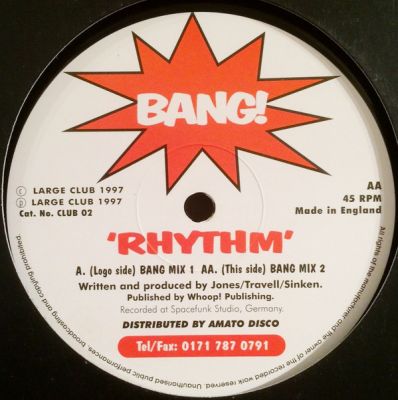 BANG!
© LARGE CLUB 1997
℗ LARGE CLUB 1997
Cat. No. CLUB 02
AA
45 RPM
Made in England
'RHYTHM'
A. (Logo side) BANG MIX 1 AA. (This side) BANG MIX 2
Written and produced by Jones/Travell/Sinken.
Published by Whoop! Publishing.
Recorded at Spacefunk Studio, Germany.
DISTRIBUTED BY AMATO DISCO
Tel/Fax: 0171 787 0791
All rights of the manufacturer and the owner of the recorded work reserved. Unauthorised public performances, broadcasting and copying prohibited.